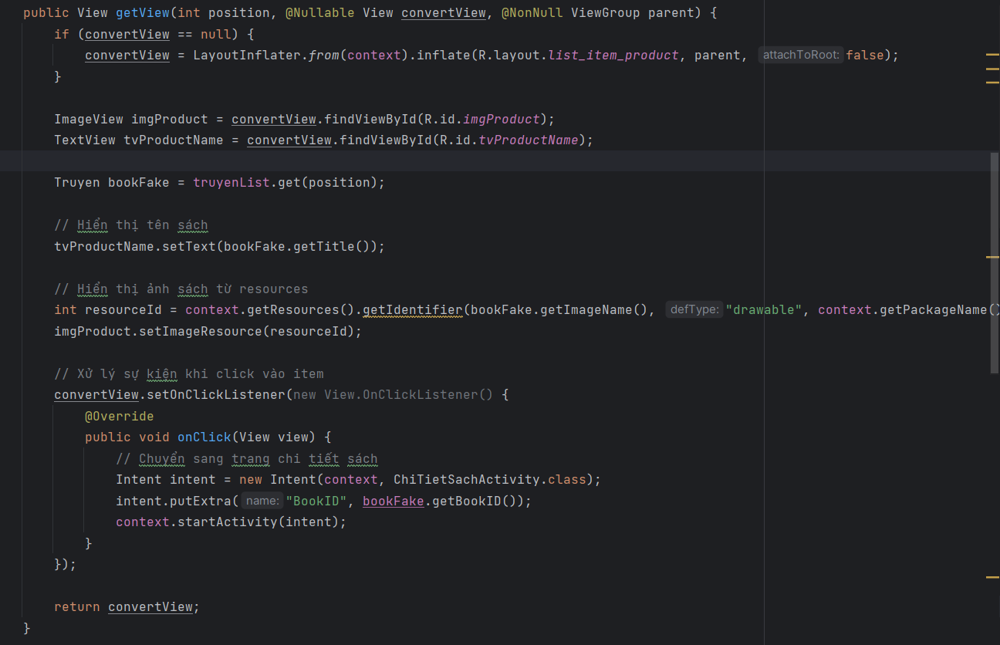 public View getView(int position, @Nullable View convertView, @NonNull ViewGroup parent) {
if (convertView == null) {
convertView = LayoutInflater.from(context).inflate(R.layout.list_item_product, parent, attachToRoot: false);
}
ImageView imgProduct = convertView.findViewById(R.id.imgProduct);
TextView tvProductName = convertView.findViewById(R.id.tvProductName);
Truyen bookFake = truyenList.get(position);
// Hiển thị tên sách
tvProductName.setText(bookFake.getTitle());
// Hiển thị ảnh sách từ resources
int resourceId = context.getResources().getIdentifier(bookFake.getImageName(), defType: "drawable", context.getPackageName()
imgProduct.setImageResource(resourceId);
// Xử lý sự kiện khi click vào item
convertView.setOnClickListener(new View.OnClickListener() {
@Override
public void onClick(View view) {
// Chuyển sang trang chi tiết sách
Intent intent = new Intent(context, ChiTietSachActivity.class);
intent.putExtra( name: "BookID", bookFake.getBookID());
context.startActivity(intent);
}
});
return convertView;
}